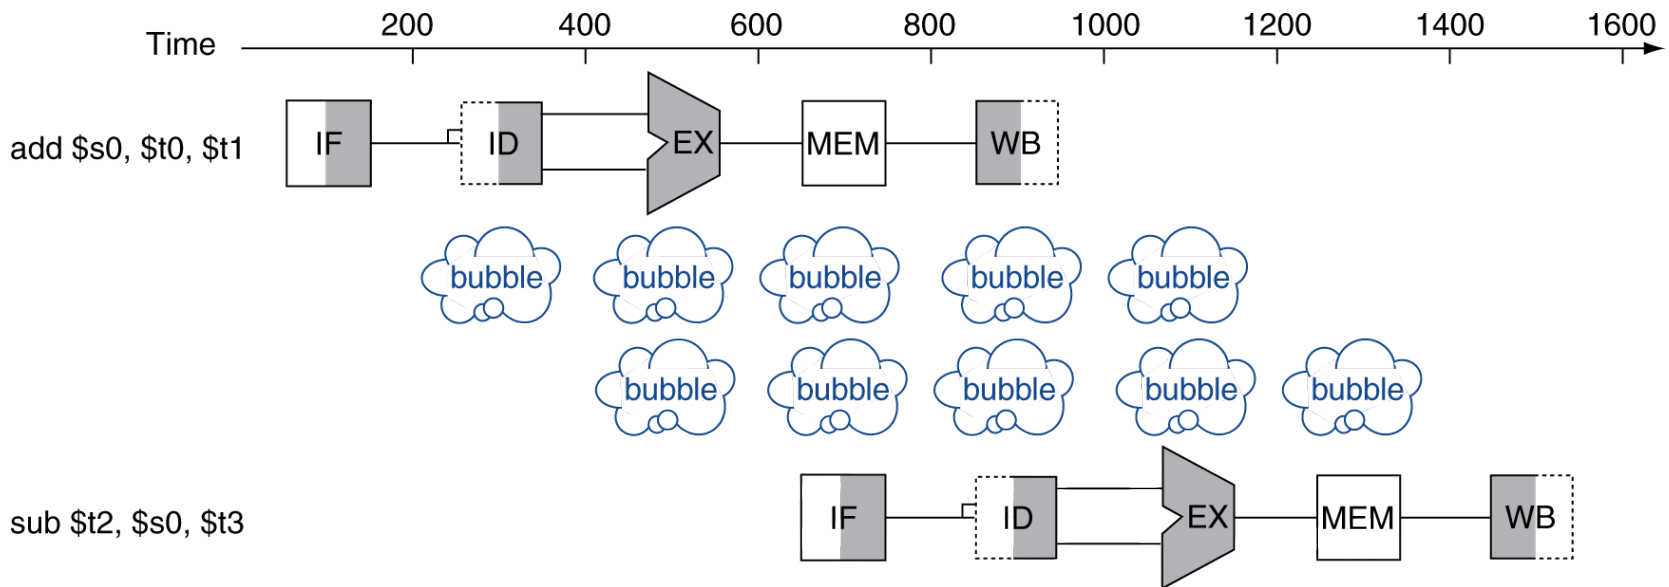 Time 200 400 600 800 1000 1200 1400 1600
add $s0, $t0, $t1 IF ID EX MEM WB
bubble bubble bubble bubble bubble
bubble bubble bubble bubble bubble
sub $t2, $s0, $t3 IF ID EX MEM WB